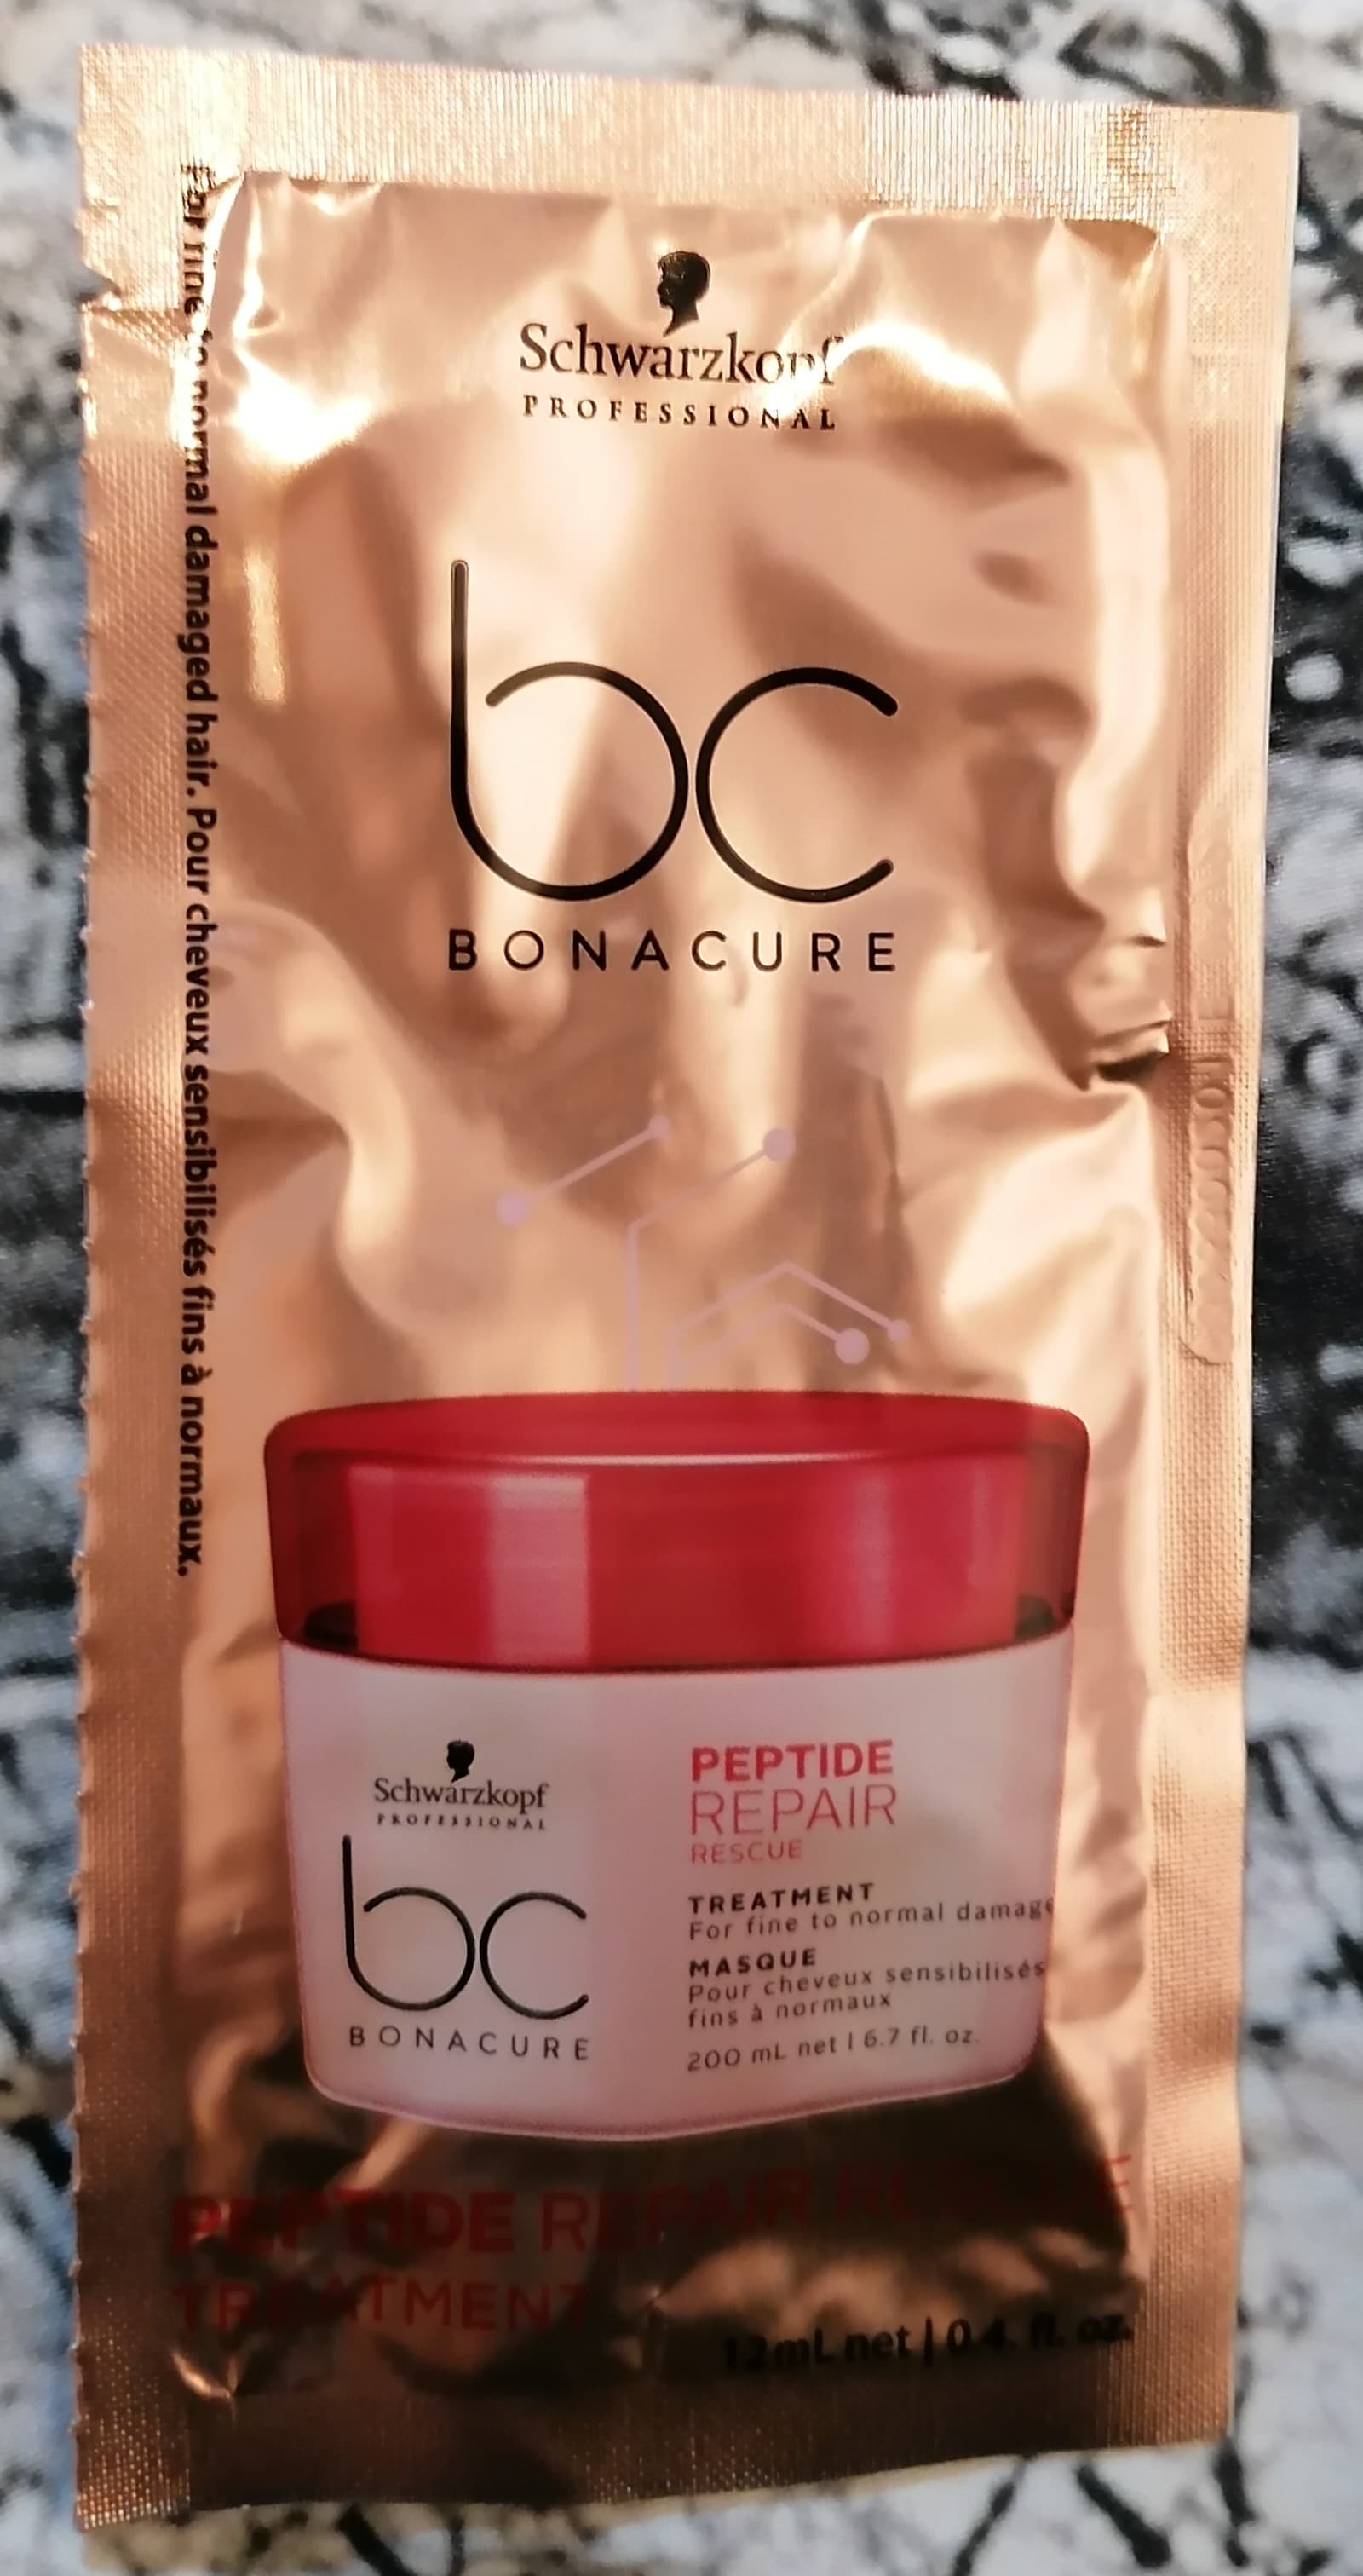 Schwarzkopf
PROFESSIONAL
bc
BONACURE
For fine to normal damaged hair. Pour cheveux sensibilisés fins à normaux.
Schwarzkopf
PROFESSIONAL
bc
BONACURE
PEPTIDE
REPAIR
RESCUE
TREATMENT
For fine to normal damage
MASQUE
Pour cheveux sensibilisés
fins à normaux
200 mL net | 6.7 fl. oz.
PEPTIDE REPAIR RESCUE
TREATMENT
12mL net | 0.4. fl. oz.